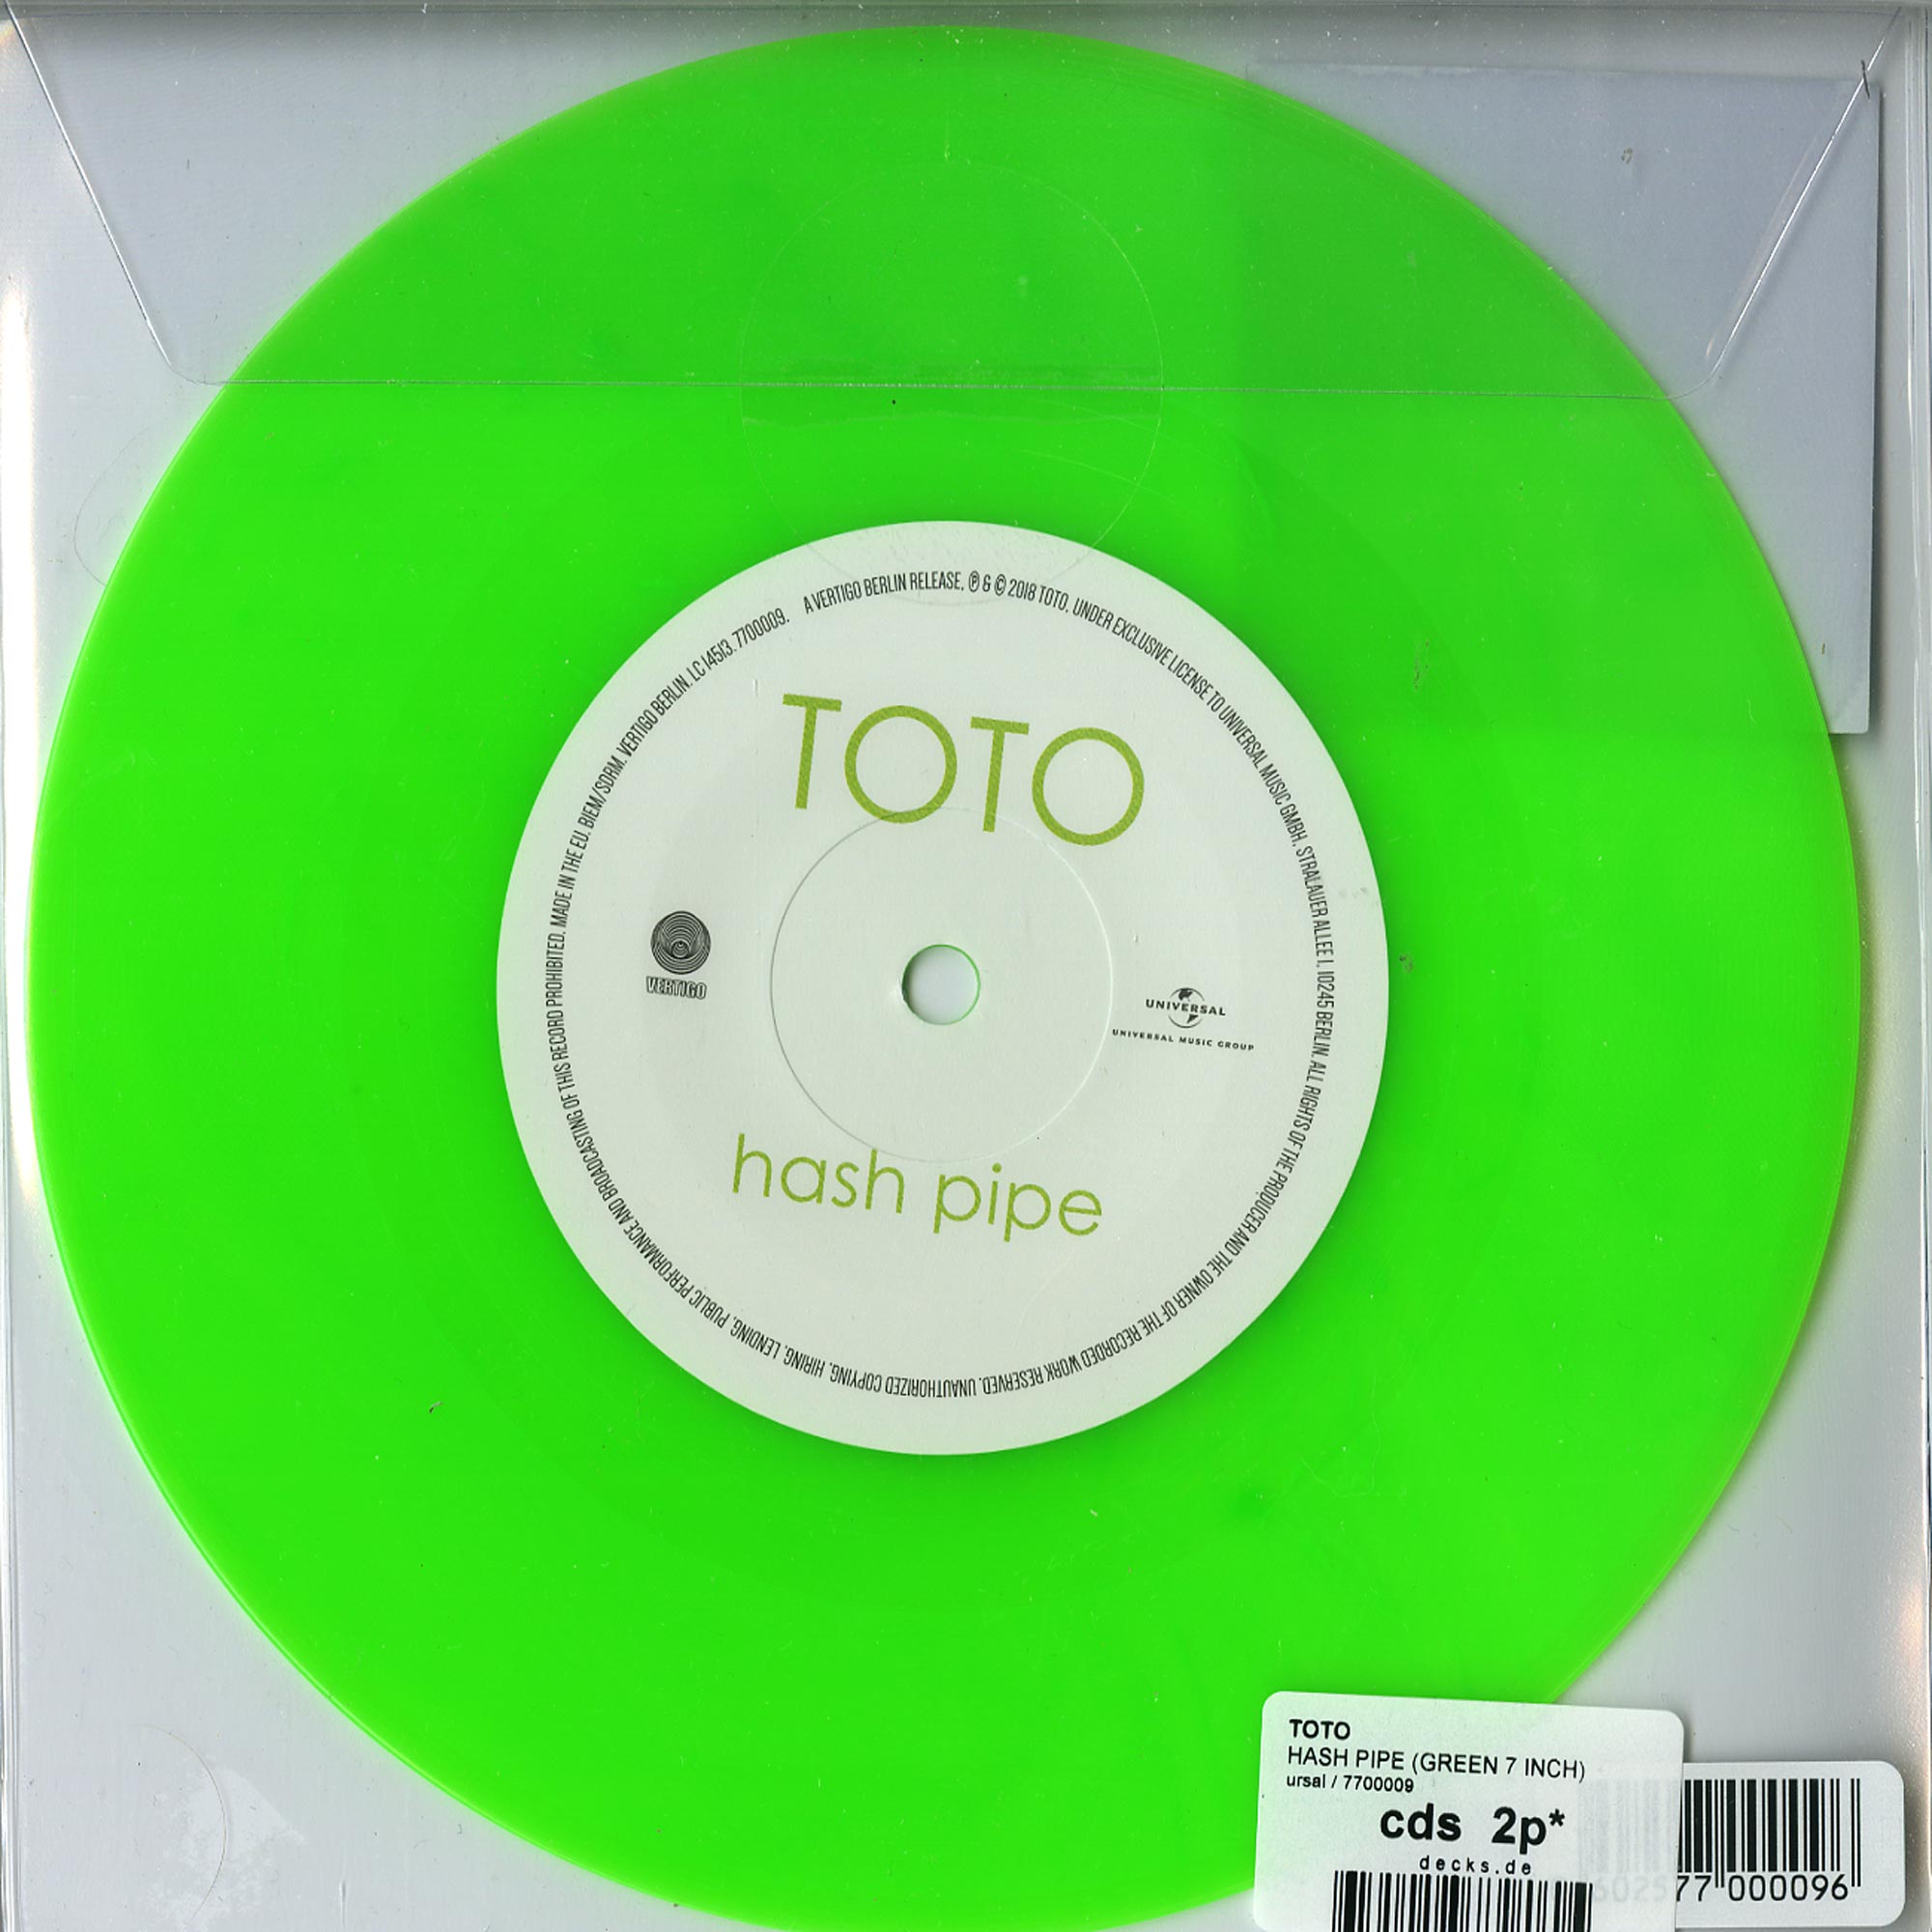 A VERTIGO BERLIN RELEASE, ℗ & © 2018 TOTO, UNDER EXCLUSIVE LICENSE TO UNIVERSAL MUSIC GMBH, STRALAUER ALLEE 1, 10245 BERLIN. ALL RIGHTS OF THE PRODUCER AND THE OWNER OF THE RECORDED WORK RESERVED. UNAUTHORIZED COPYING, HIRING, LENDING, PUBLIC PERFORMANCE AND BROADCASTING OF THIS RECORD PROHIBITED. MADE IN THE EU. BIEM/SDRM. VERTIGO BERLIN. LC 14513. 7700009.
TOTO
VERTIGO
UNIVERSAL
UNIVERSAL MUSIC GROUP
hash pipe
TOTO
HASH PIPE (GREEN 7 INCH)
ursal / 7700009
cds 2p*
decks.de
602577 000096